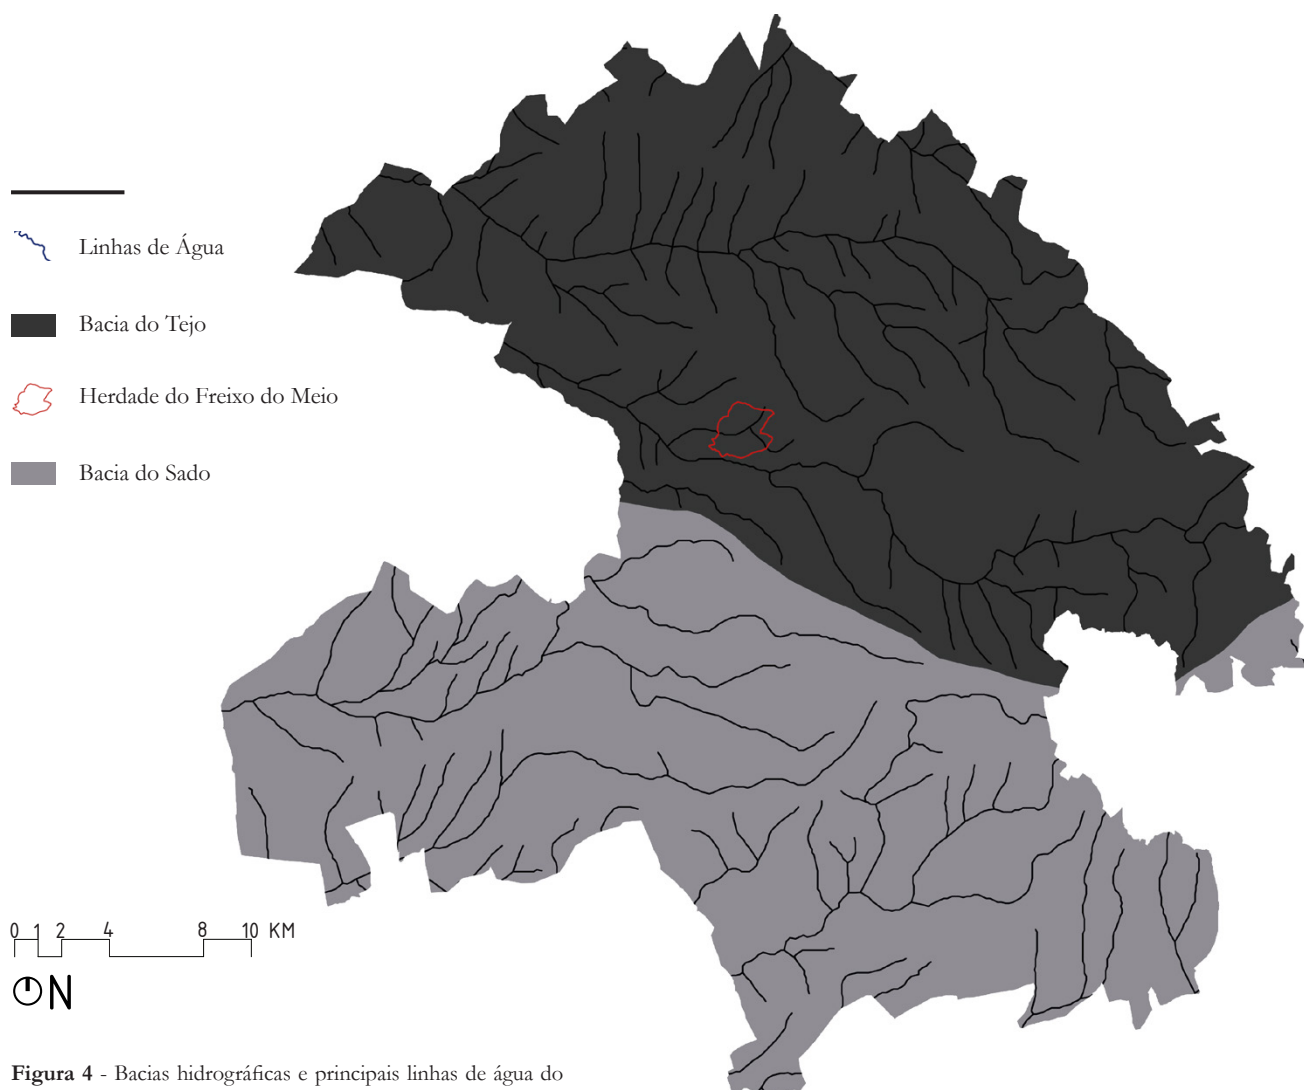 Linhas de Água
Bacia do Tejo
Herdade do Freixo do Meio
Bacia do Sado
0 1 2 4 8 10 KM
N
Figura 4 - Bacias hidrográficas e principais linhas de água do